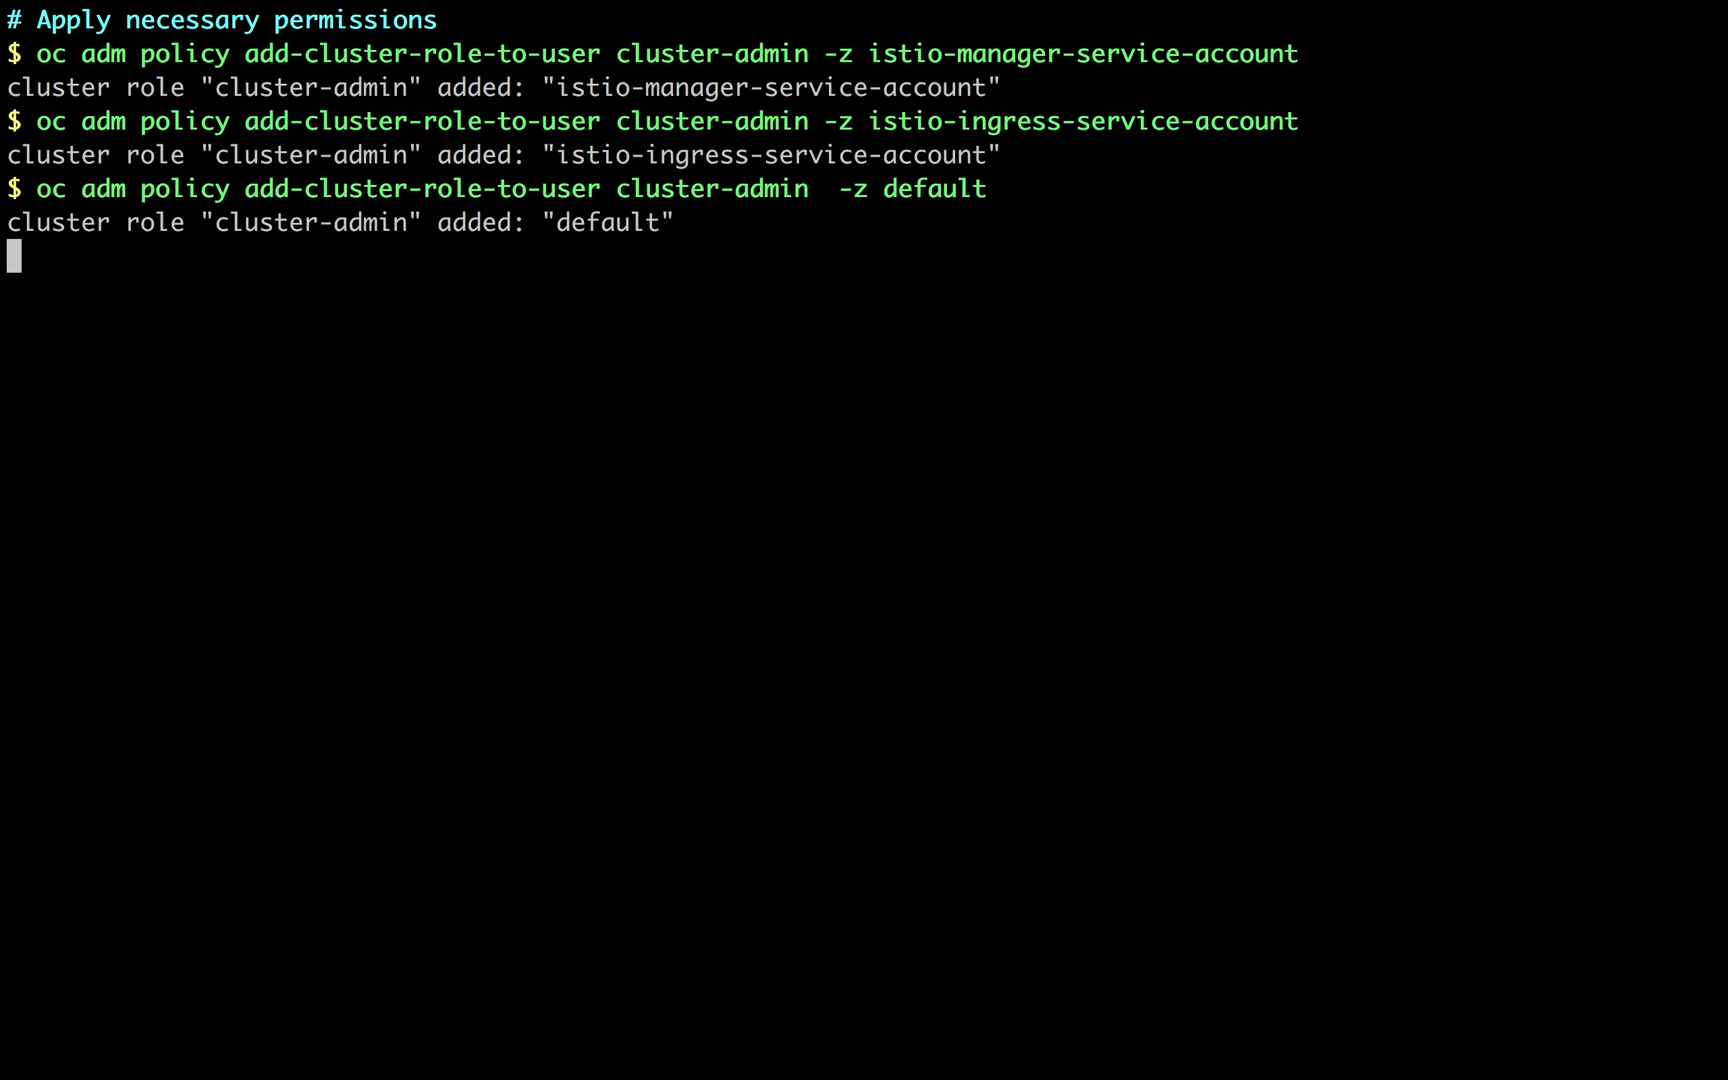 # Apply necessary permissions
$ oc adm policy add-cluster-role-to-user cluster-admin -z istio-manager-service-account
cluster role "cluster-admin" added: "istio-manager-service-account"
$ oc adm policy add-cluster-role-to-user cluster-admin -z istio-ingress-service-account
cluster role "cluster-admin" added: "istio-ingress-service-account"
$ oc adm policy add-cluster-role-to-user cluster-admin  -z default
cluster role "cluster-admin" added: "default"